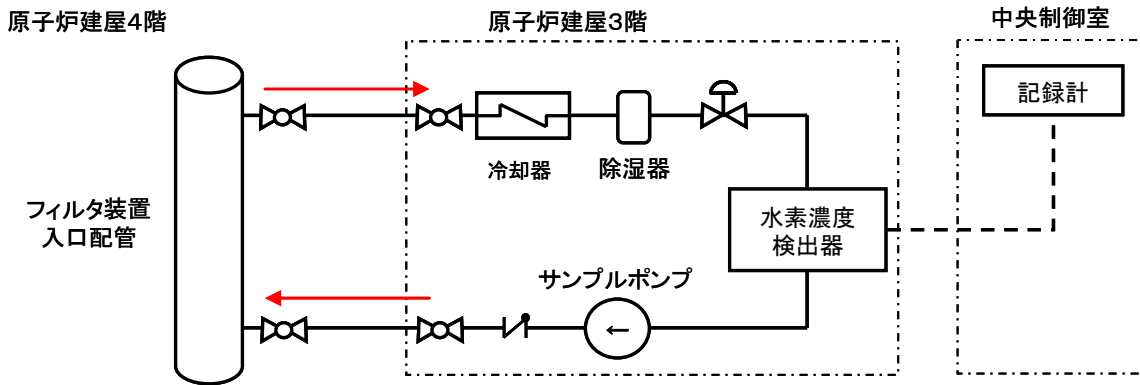 原子炉建屋4階
原子炉建屋3階
中央制御室
記録計
冷却器
除湿器
フィルタ装置
入口配管
水素濃度
検出器
サンプルポンプ
←